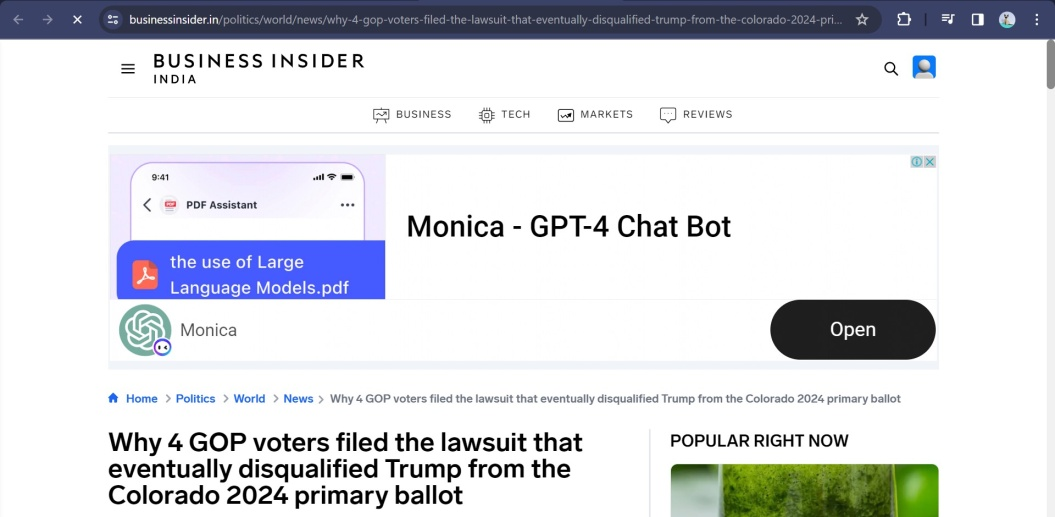 businessinsider.in/politics/world/news/why-4-gop-voters-filed-the-lawsuit-that-eventually-disqualified-trump-from-the-colorado-2024-pri...
BUSINESS INSIDER
INDIA
BUSINESS TECH MARKETS REVIEWS
9:41
PDF Assistant
the use of Large
Language Models.pdf
Monica - GPT-4 Chat Bot
Monica
Open
Home > Politics > World > News > Why 4 GOP voters filed the lawsuit that eventually disqualified Trump from the Colorado 2024 primary ballot
Why 4 GOP voters filed the lawsuit that
eventually disqualified Trump from the
Colorado 2024 primary ballot
POPULAR RIGHT NOW